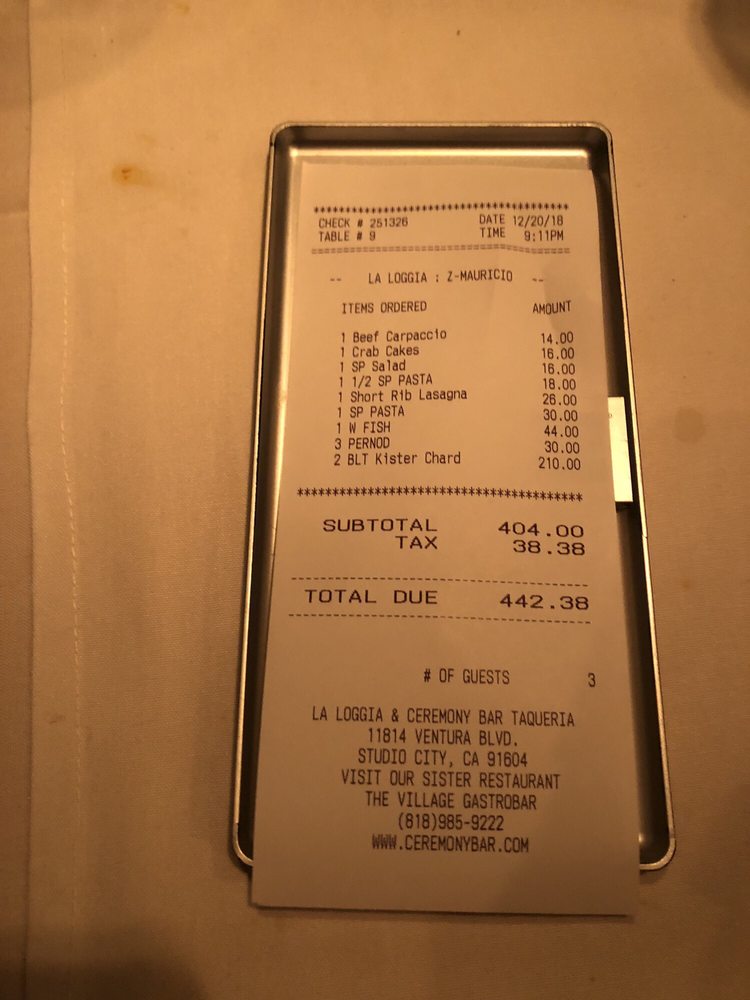 ****************************************
CHECK # 251326 DATE 12/20/18
TABLE # 9 TIME 9:11PM
========================================
-- LA LOGGIA : Z-MAURICIO --
ITEMS ORDERED AMOUNT
1 Beef Carpaccio 14.00
1 Crab Cakes 16.00
1 SP Salad 16.00
1 1/2 SP PASTA 18.00
1 Short Rib Lasagna 26.00
1 SP PASTA 30.00
1 W FISH 44.00
3 PERNOD 30.00
2 BLT Kister Chard 210.00
****************************************
SUBTOTAL 404.00
TAX 38.38
----------------------------------------
TOTAL DUE 442.38
----------------------------------------
# OF GUESTS 3
LA LOGGIA & CEREMONY BAR TAQUERIA
11814 VENTURA BLVD.
STUDIO CITY, CA 91604
VISIT OUR SISTER RESTAURANT
THE VILLAGE GASTROBAR
(818)985-9222
WWW.CEREMONYBAR.COM